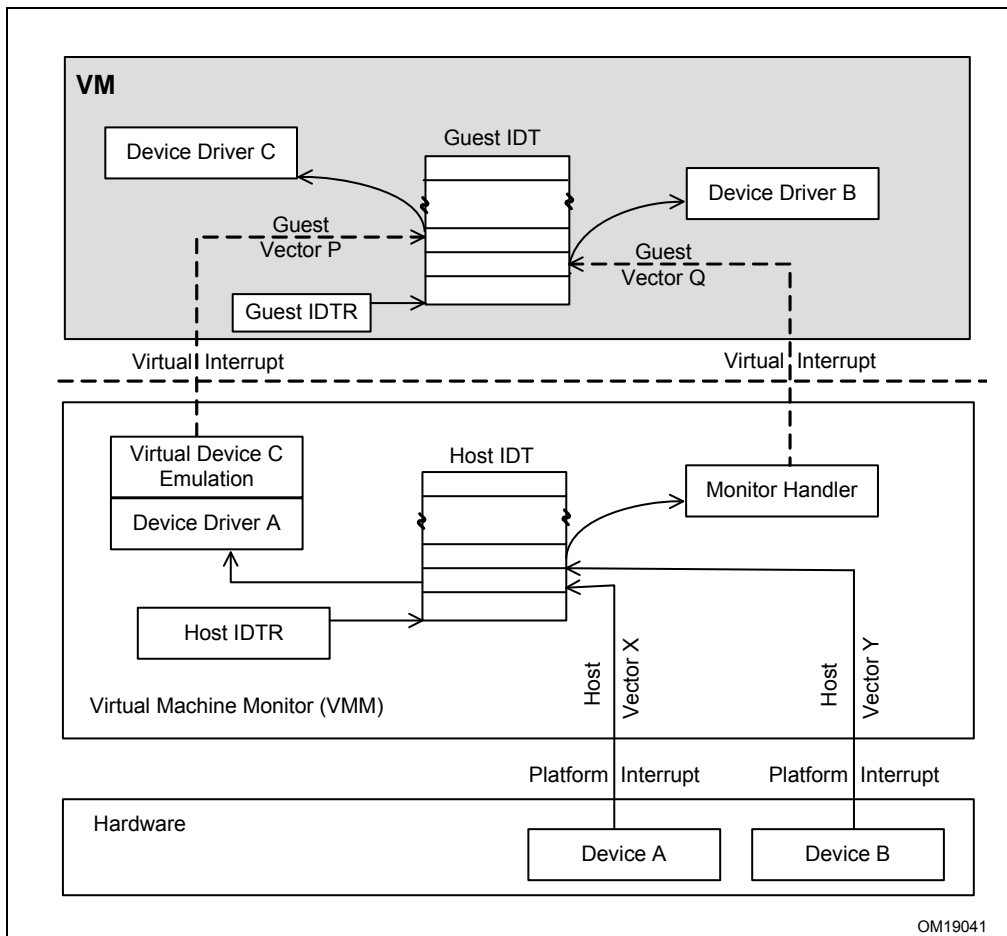 VM
Guest IDT
Device Driver C
Device Driver B
Guest
Vector P
Guest
Vector Q
Guest IDTR
Virtual Interrupt
Virtual Interrupt
Virtual Device C
Emulation
Device Driver A
Host IDT
Monitor Handler
Host IDTR
Host
Vector X
Host
Vector Y
Virtual Machine Monitor (VMM)
Platform Interrupt
Platform Interrupt
Hardware
Device A
Device B
OM19041